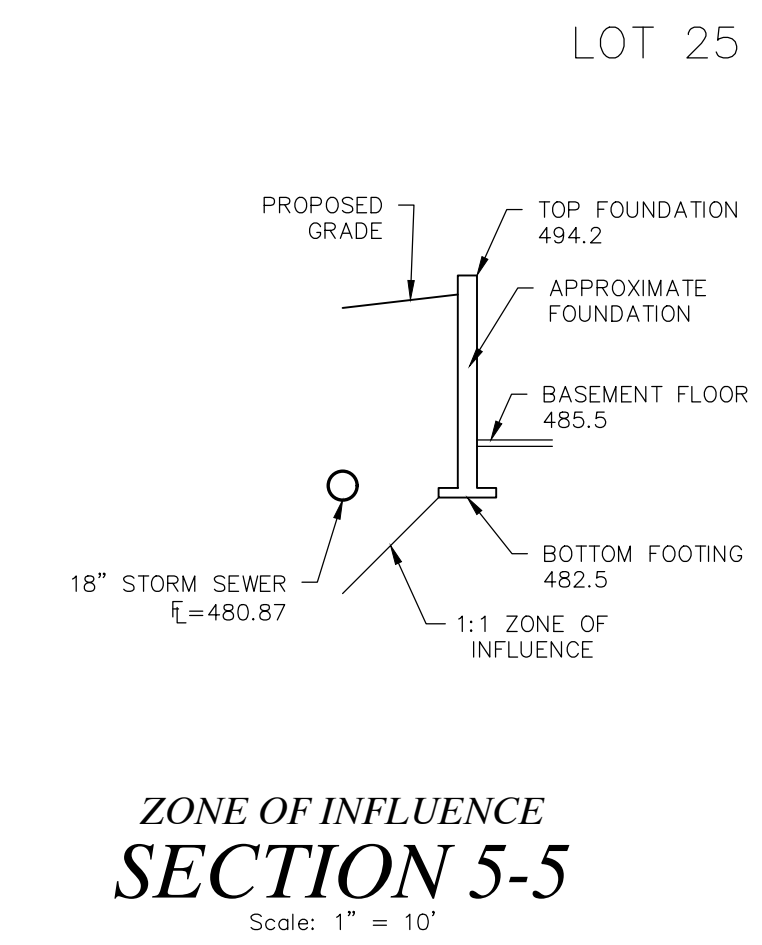 LOT 25
PROPOSED
GRADE
TOP FOUNDATION
494.2
APPROXIMATE
FOUNDATION
BASEMENT FLOOR
485.5
18" STORM SEWER
FL=480.87
BOTTOM FOOTING
482.5
1:1 ZONE OF
INFLUENCE
ZONE OF INFLUENCE
SECTION 5-5
Scale: 1" = 10'